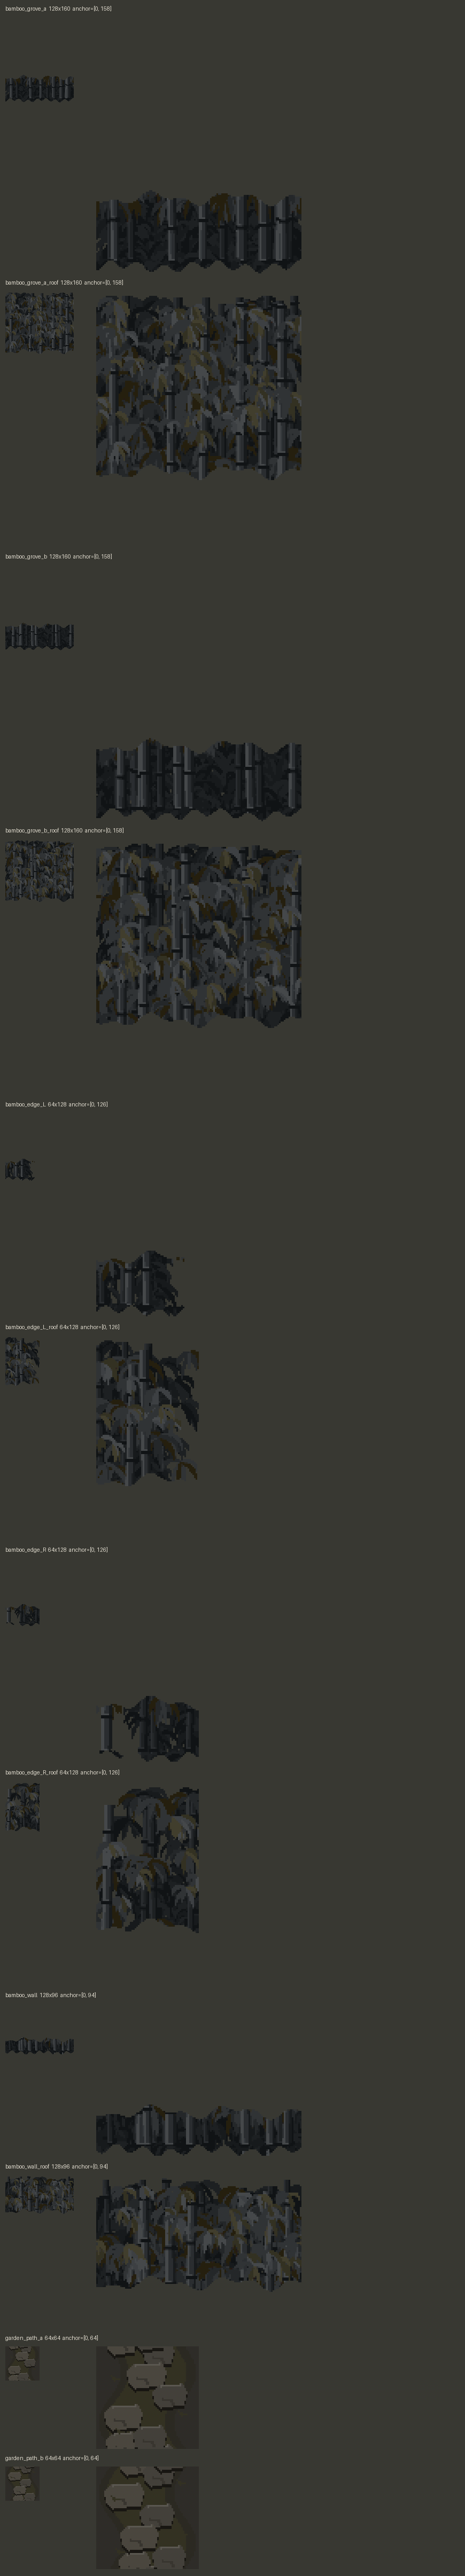 bamboo_grove_a 128x160 anchor=[0, 158]
bamboo_grove_a_roof 128x160 anchor=[0, 158]
bamboo_grove_b 128x160 anchor=[0, 158]
bamboo_grove_b_roof 128x160 anchor=[0, 158]
bamboo_edge_L 64x128 anchor=[0, 126]
bamboo_edge_L_roof 64x128 anchor=[0, 126]
bamboo_edge_R 64x128 anchor=[0, 126]
bamboo_edge_R_roof 64x128 anchor=[0, 126]
bamboo_wall 128x96 anchor=[0, 94]
bamboo_wall_roof 128x96 anchor=[0, 94]
garden_path_a 64x64 anchor=[0, 64]
garden_path_b 64x64 anchor=[0, 64]